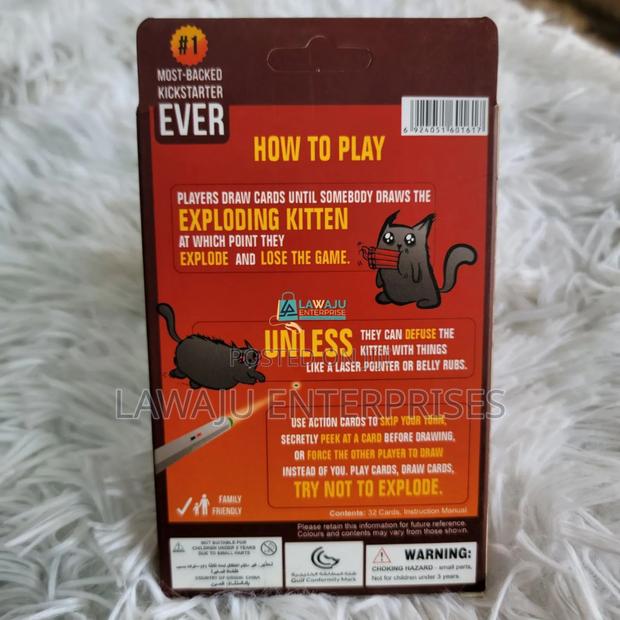 #1
MOST-BACKED
KICKSTARTER
EVER
6 924051 601617
HOW TO PLAY
PLAYERS DRAW CARDS UNTIL SOMEBODY DRAWS THE
EXPLODING KITTEN
AT WHICH POINT THEY
EXPLODE AND LOSE THE GAME.
LAWAJU
ENTERPRISE
UNLESS THEY CAN DEFUSE THE
KITTEN WITH THINGS
LIKE A LASER POINTER OR BELLY RUBS.
POSTED ON
LAWAJU ENTERPRISES
USE ACTION CARDS TO SKIP YOUR TURN,
SECRETLY PEEK AT A CARD BEFORE DRAWING,
OR FORCE THE OTHER PLAYER TO DRAW
INSTEAD OF YOU. PLAY CARDS, DRAW CARDS,
TRY NOT TO EXPLODE.
FAMILY
FRIENDLY
Contents: 32 Cards, Instruction Manual
Please retain this information for future reference.
Colours and contents may vary from those shown.
NOT SUITABLE FOR
CHILDREN UNDER 3 YEARS
DUE TO SMALL PARTS
COUNTRY OF ORIGIN: CHINA
Gulf Conformity Mark
WARNING:
CHOKING HAZARD - small parts.
Not for children under 3 years.